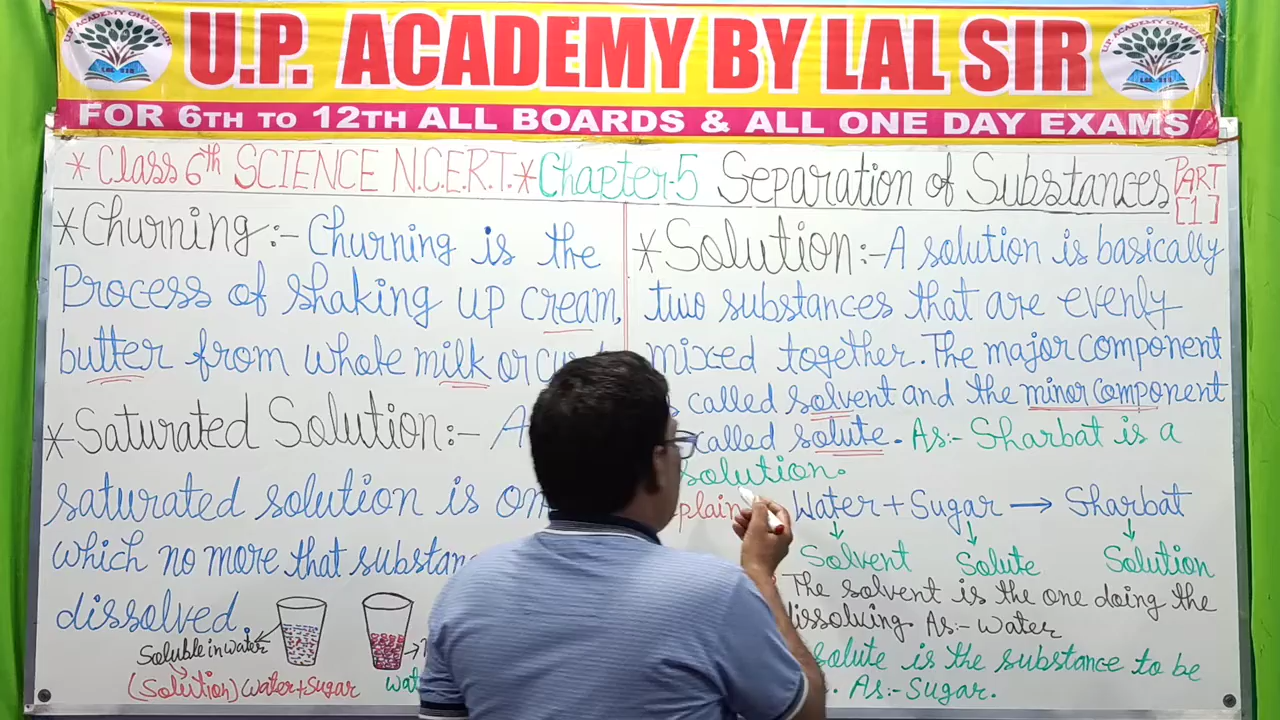 U.P. ACADEMY BY LAL SIR
FOR 6TH TO 12TH ALL BOARDS & ALL ONE DAY EXAMS
*Class 6th SCIENCE N.C.E.R.T.* Chapter-5 Separation of Substances PART [1]
*Churning:- Churning is the
Process of shaking up cream,
butter from whole milk or
*Saturated Solution:- A
saturated solution is
which no more that
dissolved.
Soluble in water
(Solution) Water+Sugar
*Solution:- A solution is basically
two substances that are evenly
mixed together. The major component
called solvent and the minor component
called solute. As:- Sharbat is a
solution.
Water + Sugar → Sharbat
Solvent Solute Solution
The solvent is the one doing the
dissolving. As:- Water
solute is the substance to be
As:- Sugar.